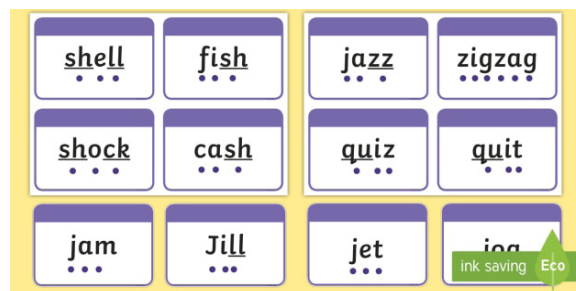 shell fish jazz zigzag
shock cash quiz quit
jam Jill jet
ink saving Eco